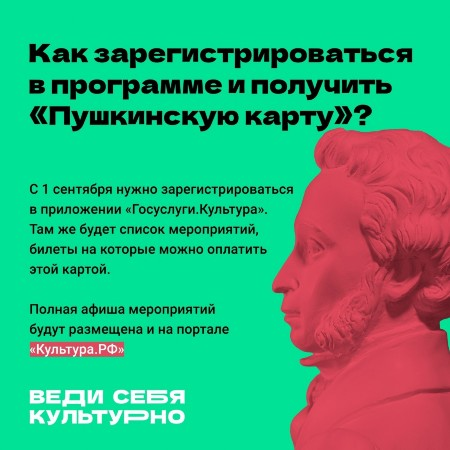 Как зарегистрироваться
в программе и получить
«Пушкинскую карту»?
С 1 сентября нужно зарегистрироваться
в приложении «Госуслуги.Культура».
Там же будет список мероприятий,
билеты на которые можно оплатить
этой картой.
Полная афиша мероприятий
будут размещена и на портале
«Культура.РФ»
ВЕДИ СЕБЯ
КУЛЬТУРНО